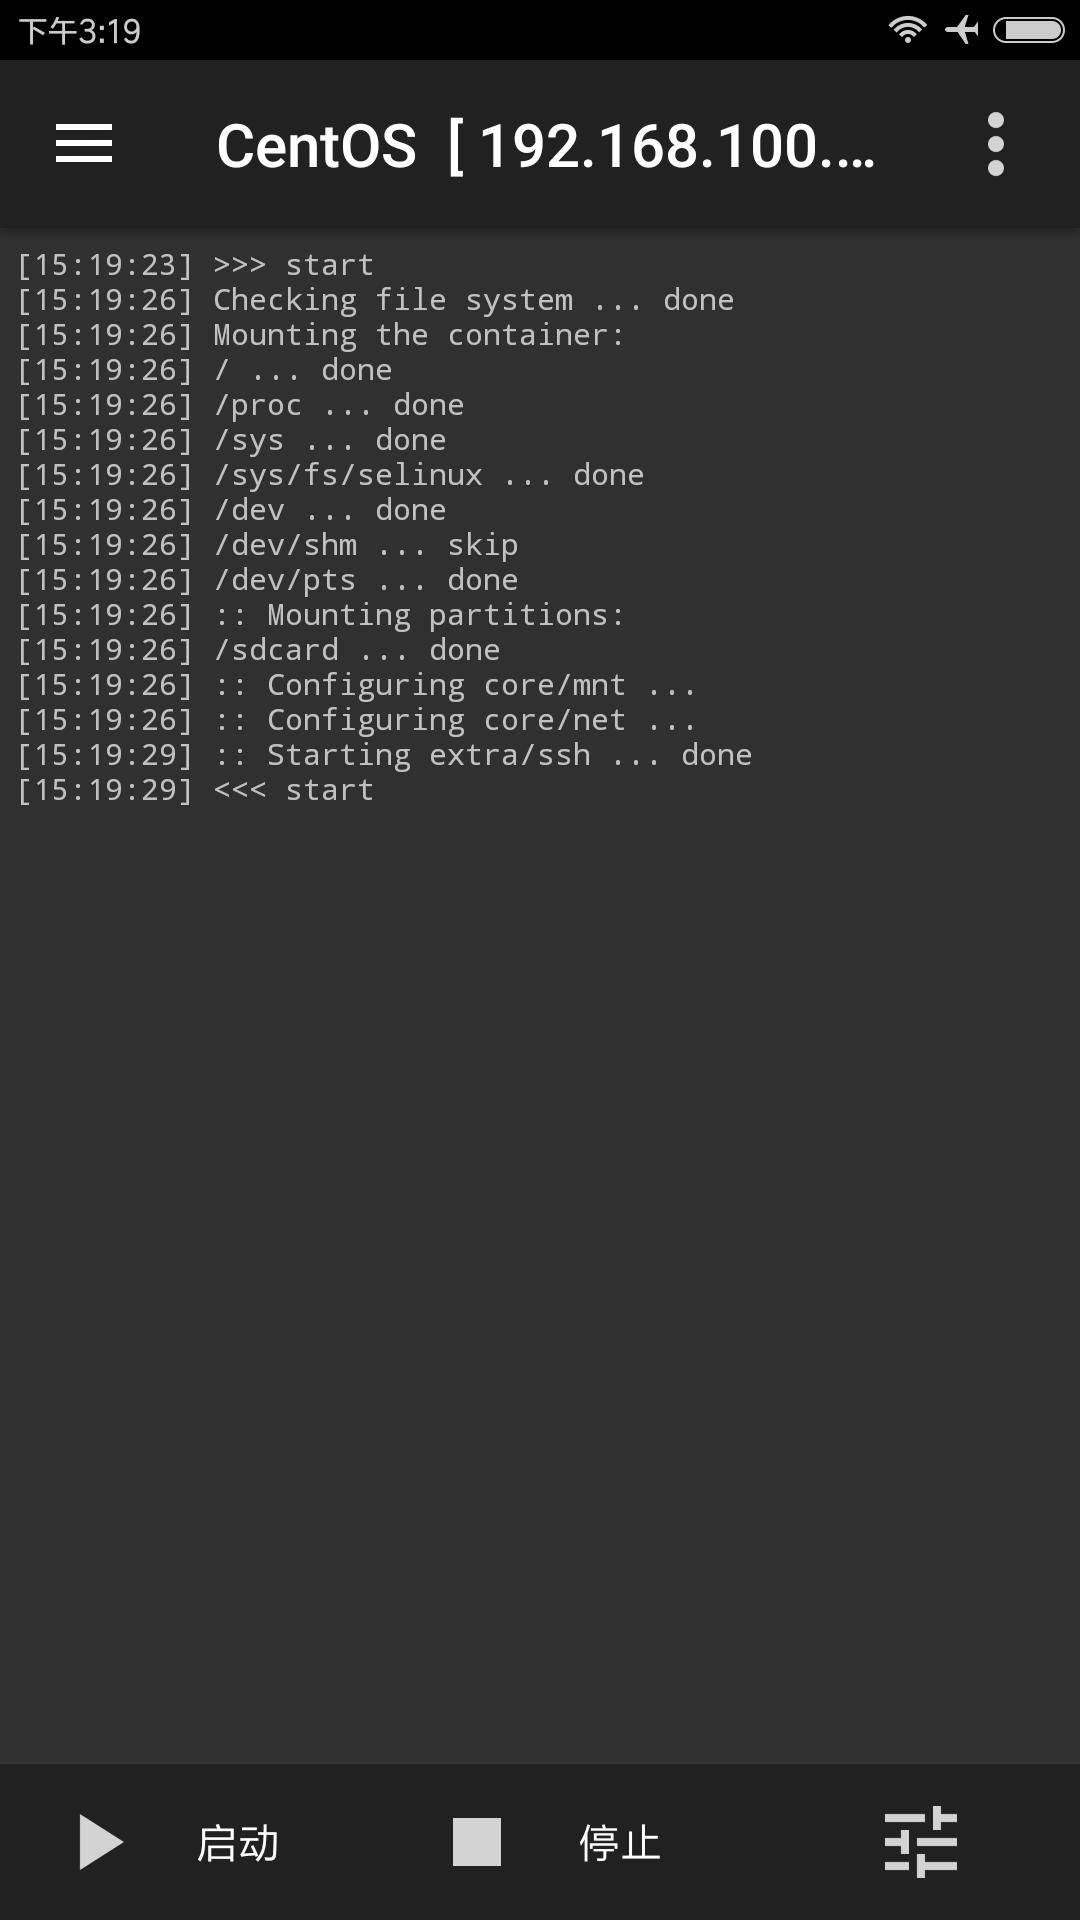 下午3:19
CentOS [ 192.168.100....
[15:19:23] >>> start
[15:19:26] Checking file system ... done
[15:19:26] Mounting the container:
[15:19:26] / ... done
[15:19:26] /proc ... done
[15:19:26] /sys ... done
[15:19:26] /sys/fs/selinux ... done
[15:19:26] /dev ... done
[15:19:26] /dev/shm ... skip
[15:19:26] /dev/pts ... done
[15:19:26] :: Mounting partitions:
[15:19:26] /sdcard ... done
[15:19:26] :: Configuring core/mnt ...
[15:19:26] :: Configuring core/net ...
[15:19:29] :: Starting extra/ssh ... done
[15:19:29] <<< start
启动 停止